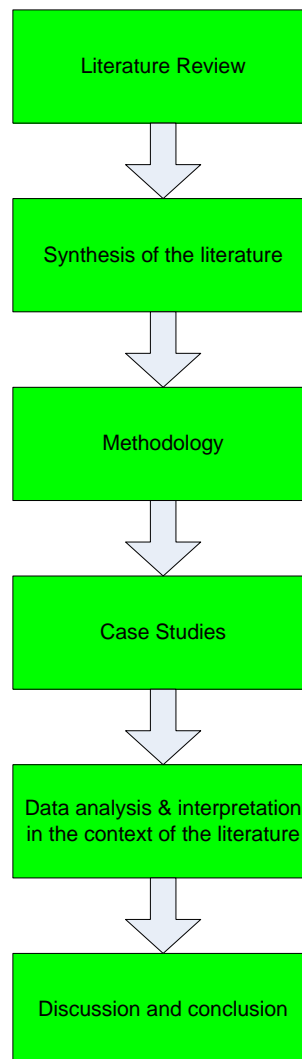 Literature Review
Synthesis of the literature
Methodology
Case Studies
Data analysis & interpretation
in the context of the literature
Discussion and conclusion